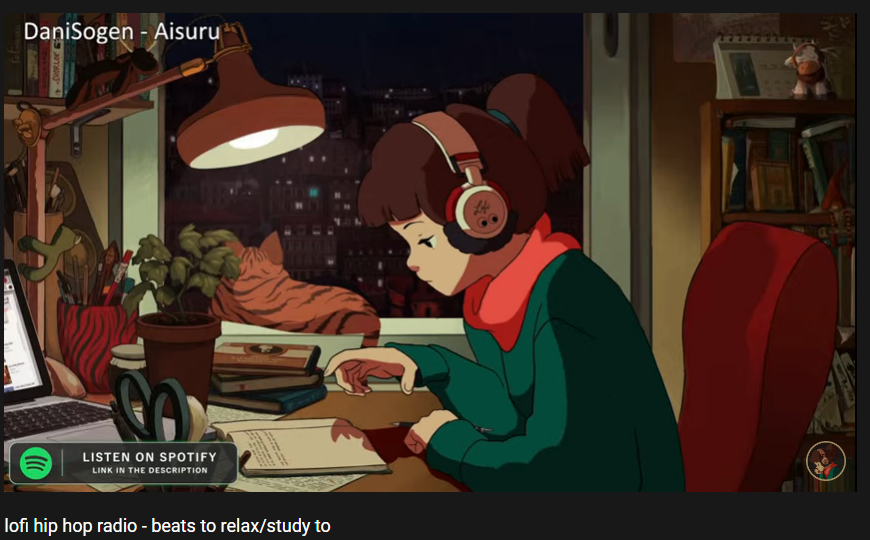 DaniSogen - Aisuru
LISTEN ON SPOTIFY
LINK IN THE DESCRIPTION
lofi hip hop radio - beats to relax/study to